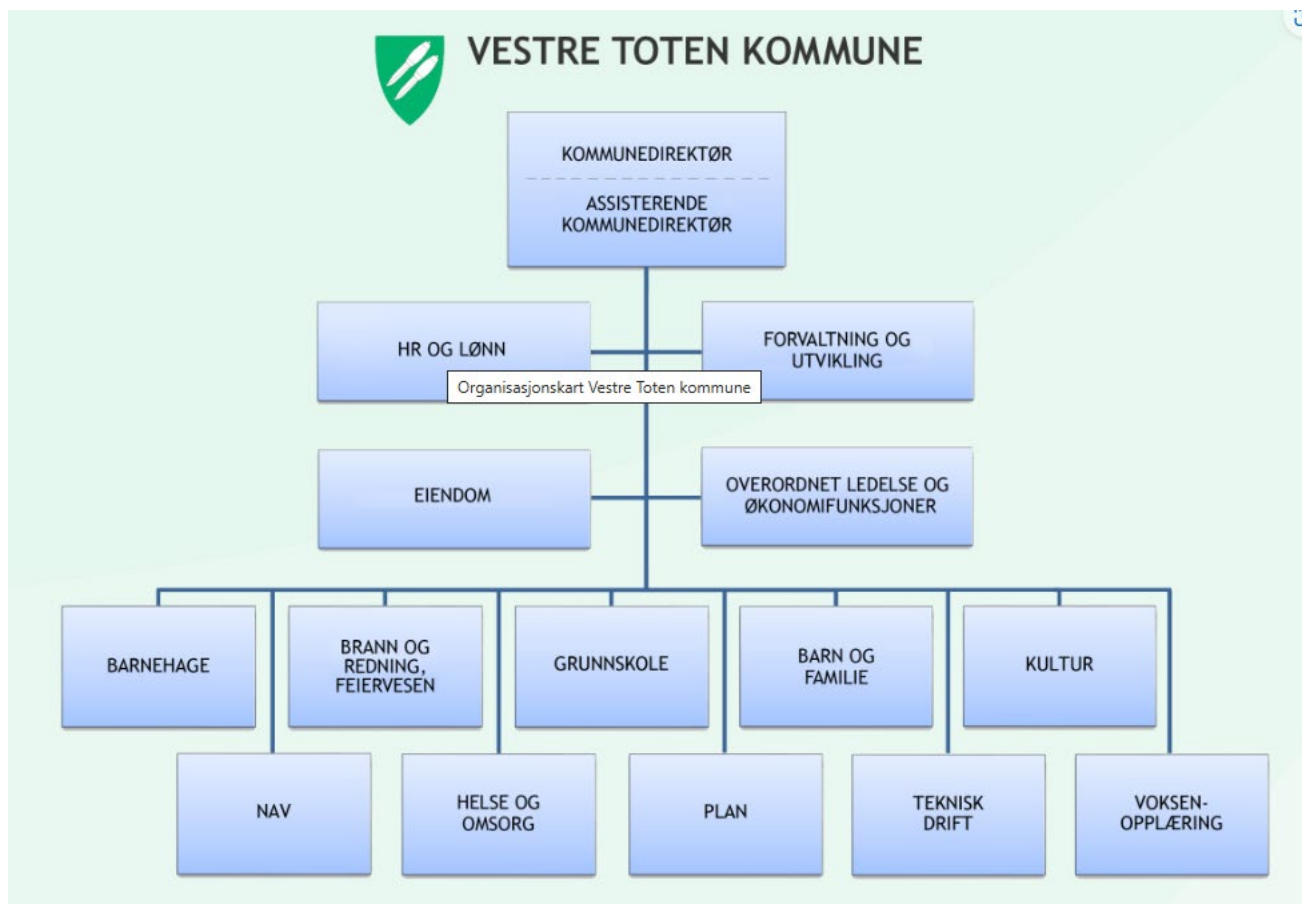 VESTRE TOTEN KOMMUNE
KOMMUNEDIREKTØR
ASSISTERENDE
KOMMUNEDIREKTØR
HR OG LØNN
FORVALTNING OG
UTVIKLING
Organisasjonskart Vestre Toten kommune
EIENDOM
OVERORDNET LEDELSE OG
ØKONOMIFUNKSJONER
BARNEHAGE
BRANN OG
REDNING,
FEIERVESEN
GRUNNSKOLE
BARN OG
FAMILIE
KULTUR
NAV
HELSE OG
OMSORG
PLAN
TEKNISK
DRIFT
VOKSEN-
OPPLÆRING